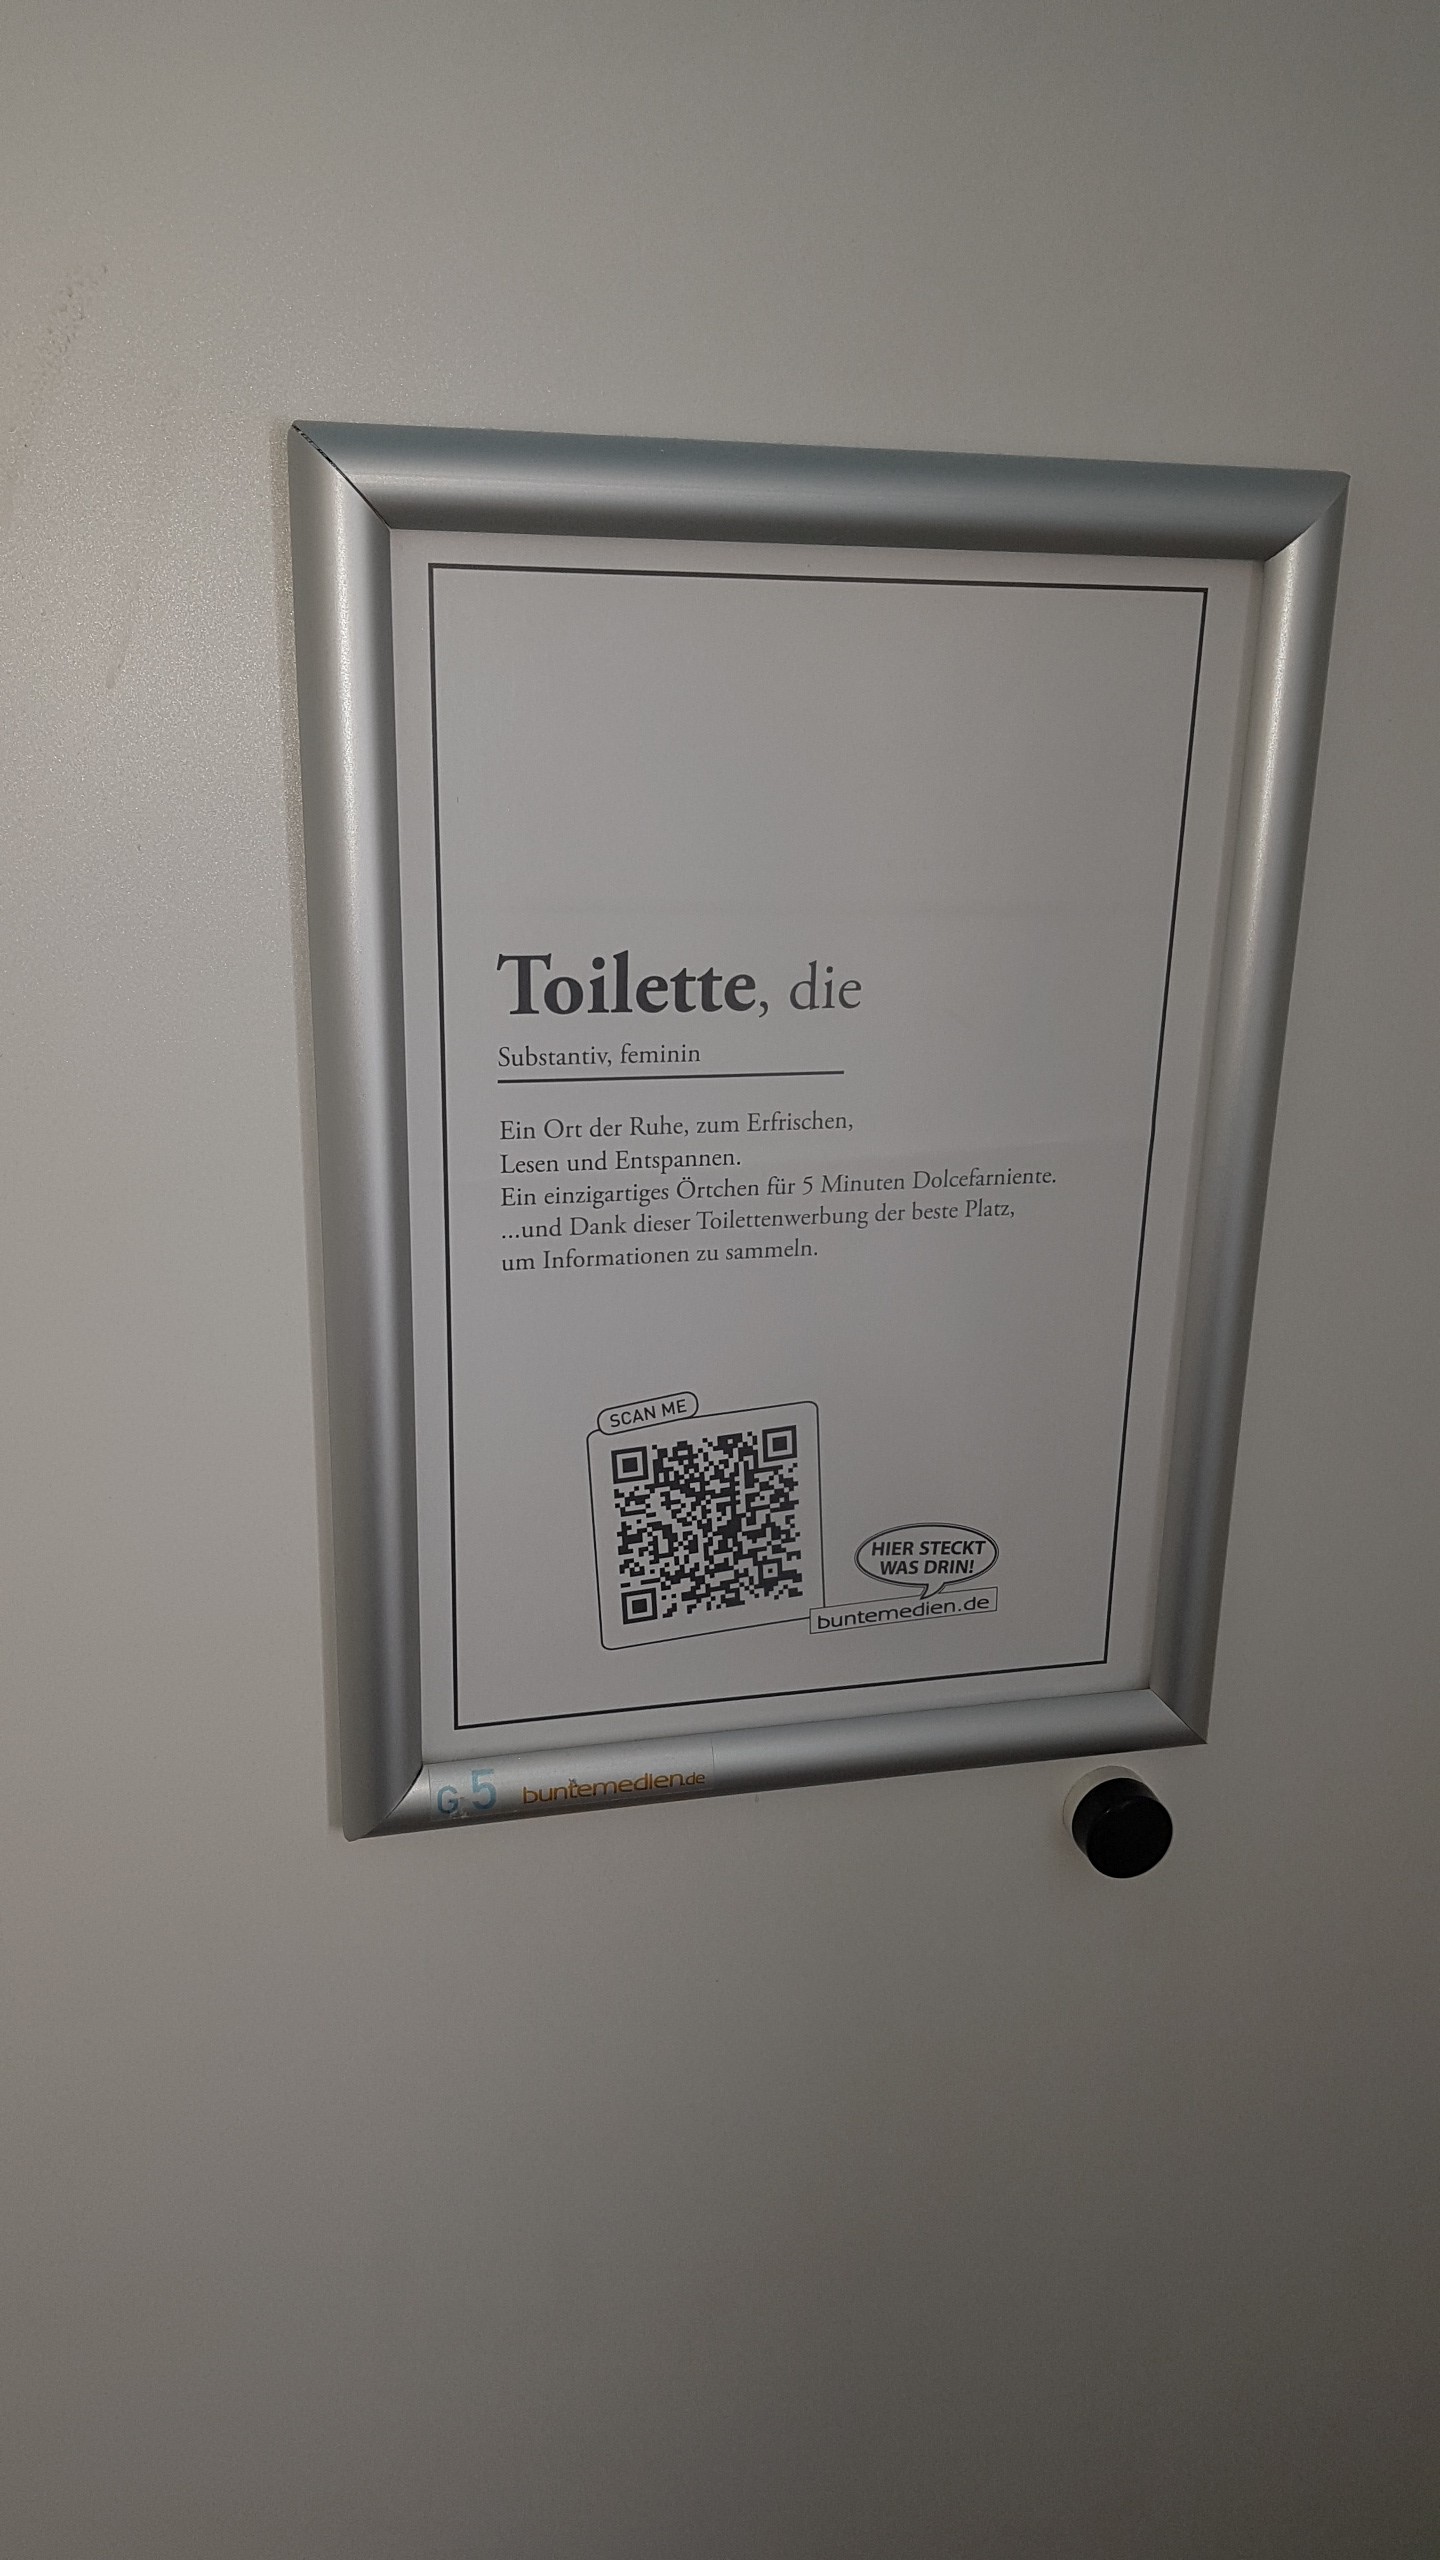 Toilette, die
Substantiv, feminin
Ein Ort der Ruhe, zum Erfrischen,
Lesen und Entspannen.
Ein einzigartiges Örtchen für 5 Minuten Dolcefarniente.
...und Dank dieser Toilettenwerbung der beste Platz,
um Informationen zu sammeln.
SCAN ME
HIER STECKT
WAS DRIN!
buntemedien.de
G 5 buntemedien.de